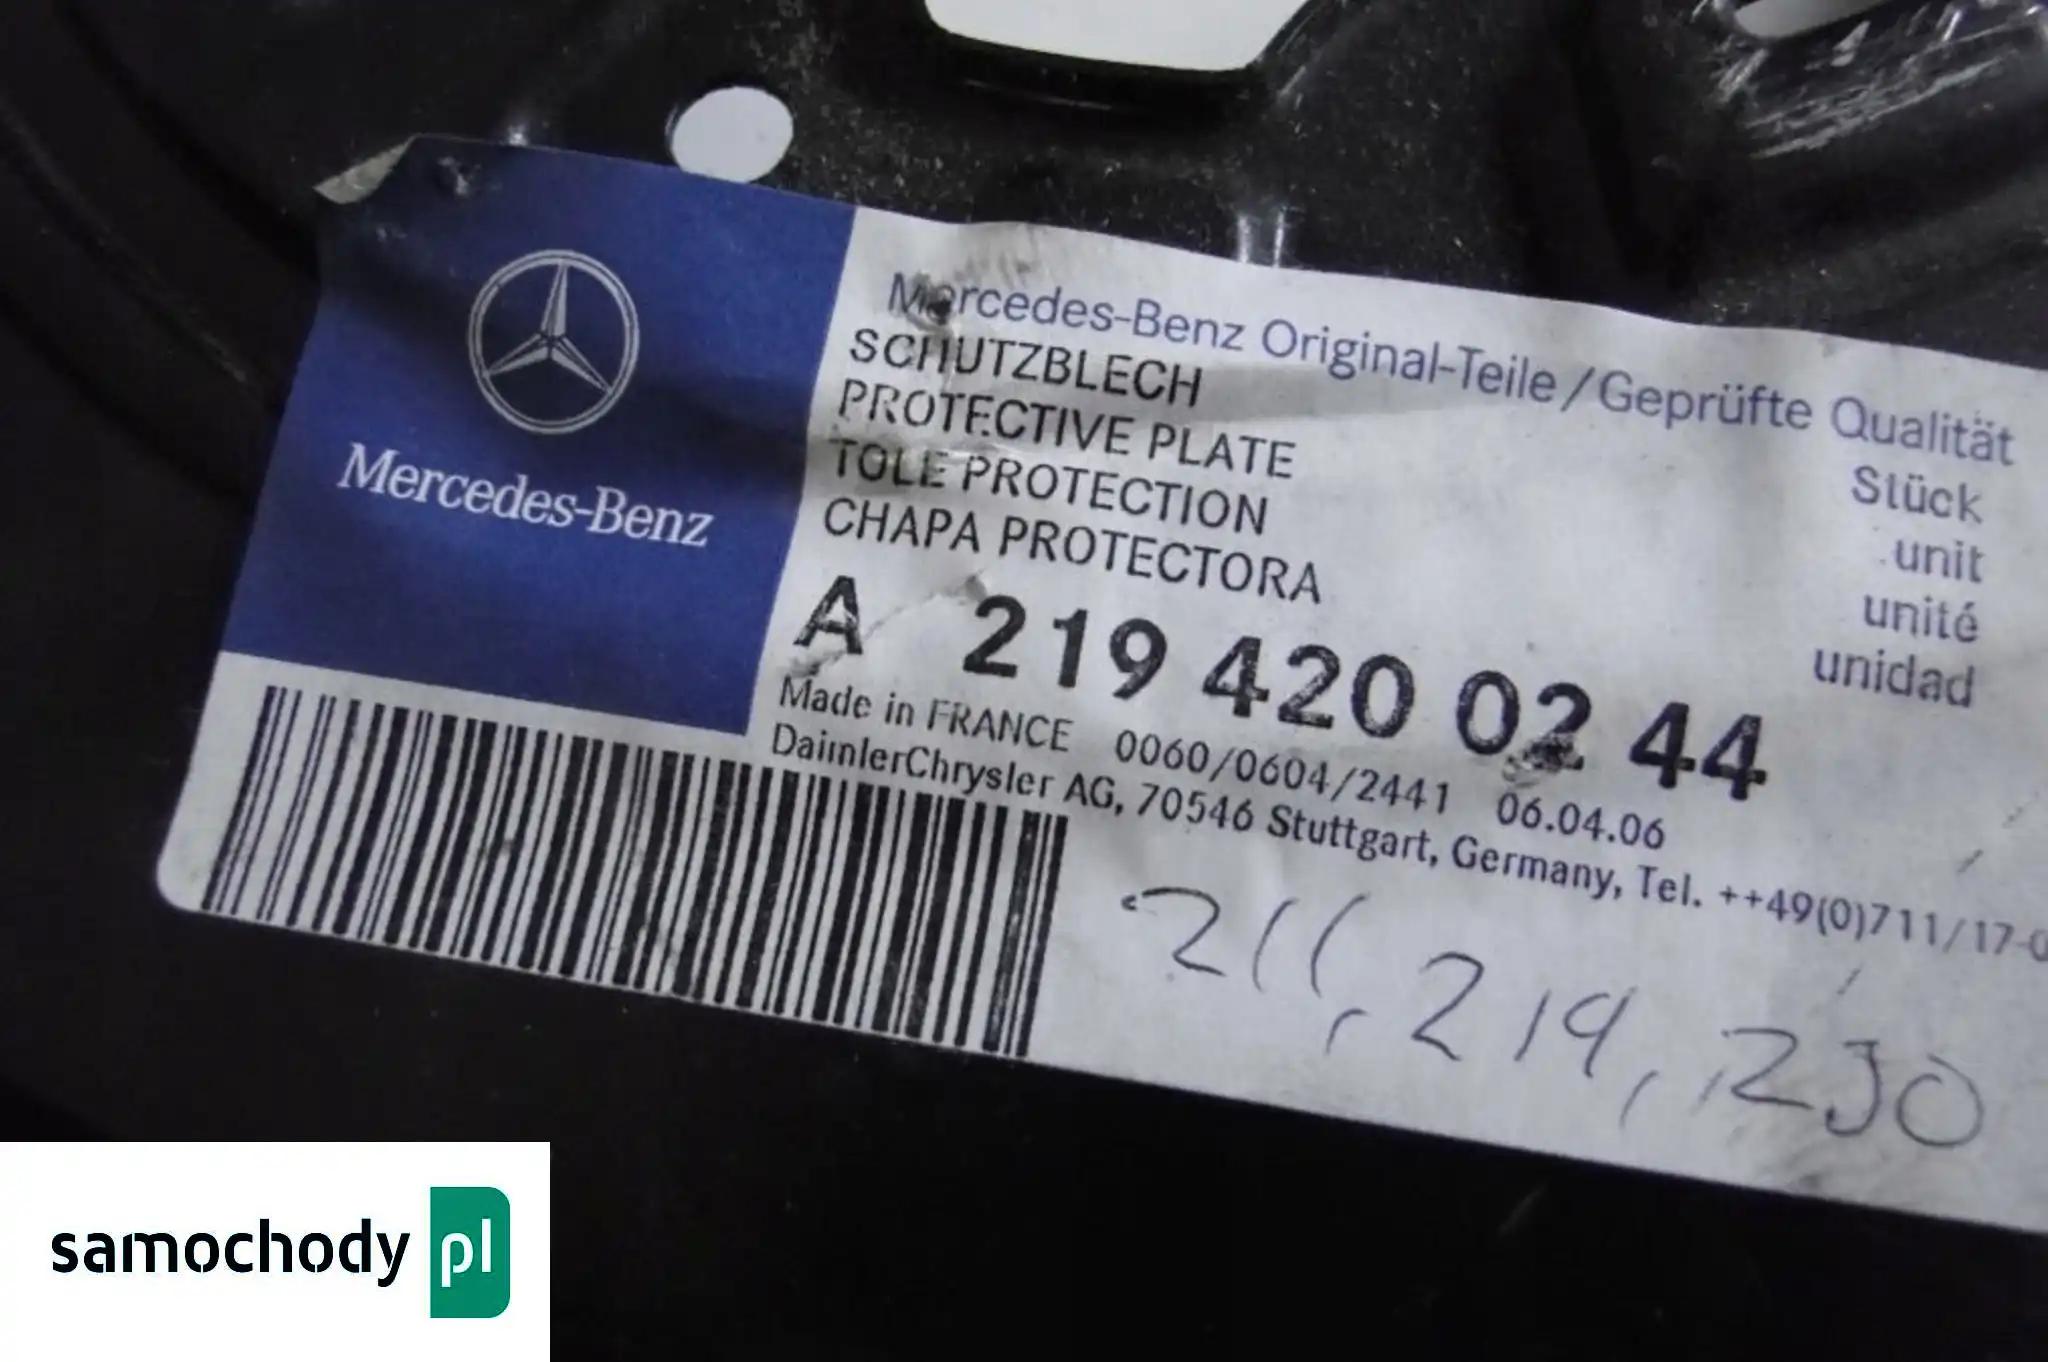 Mercedes-Benz
Mercedes-Benz Original-Teile / Geprüfte Qualität
SCHUTZBLECH
PROTECTIVE PLATE
TOLE PROTECTION
CHAPA PROTECTORA
Stück
unit
unité
unidad
A 219 420 02 44
Made in FRANCE 0060/0604/2441 06.04.06
DaimlerChrysler AG, 70546 Stuttgart, Germany, Tel. ++49(0)711/17-0
211, 219, 230
samochody pl